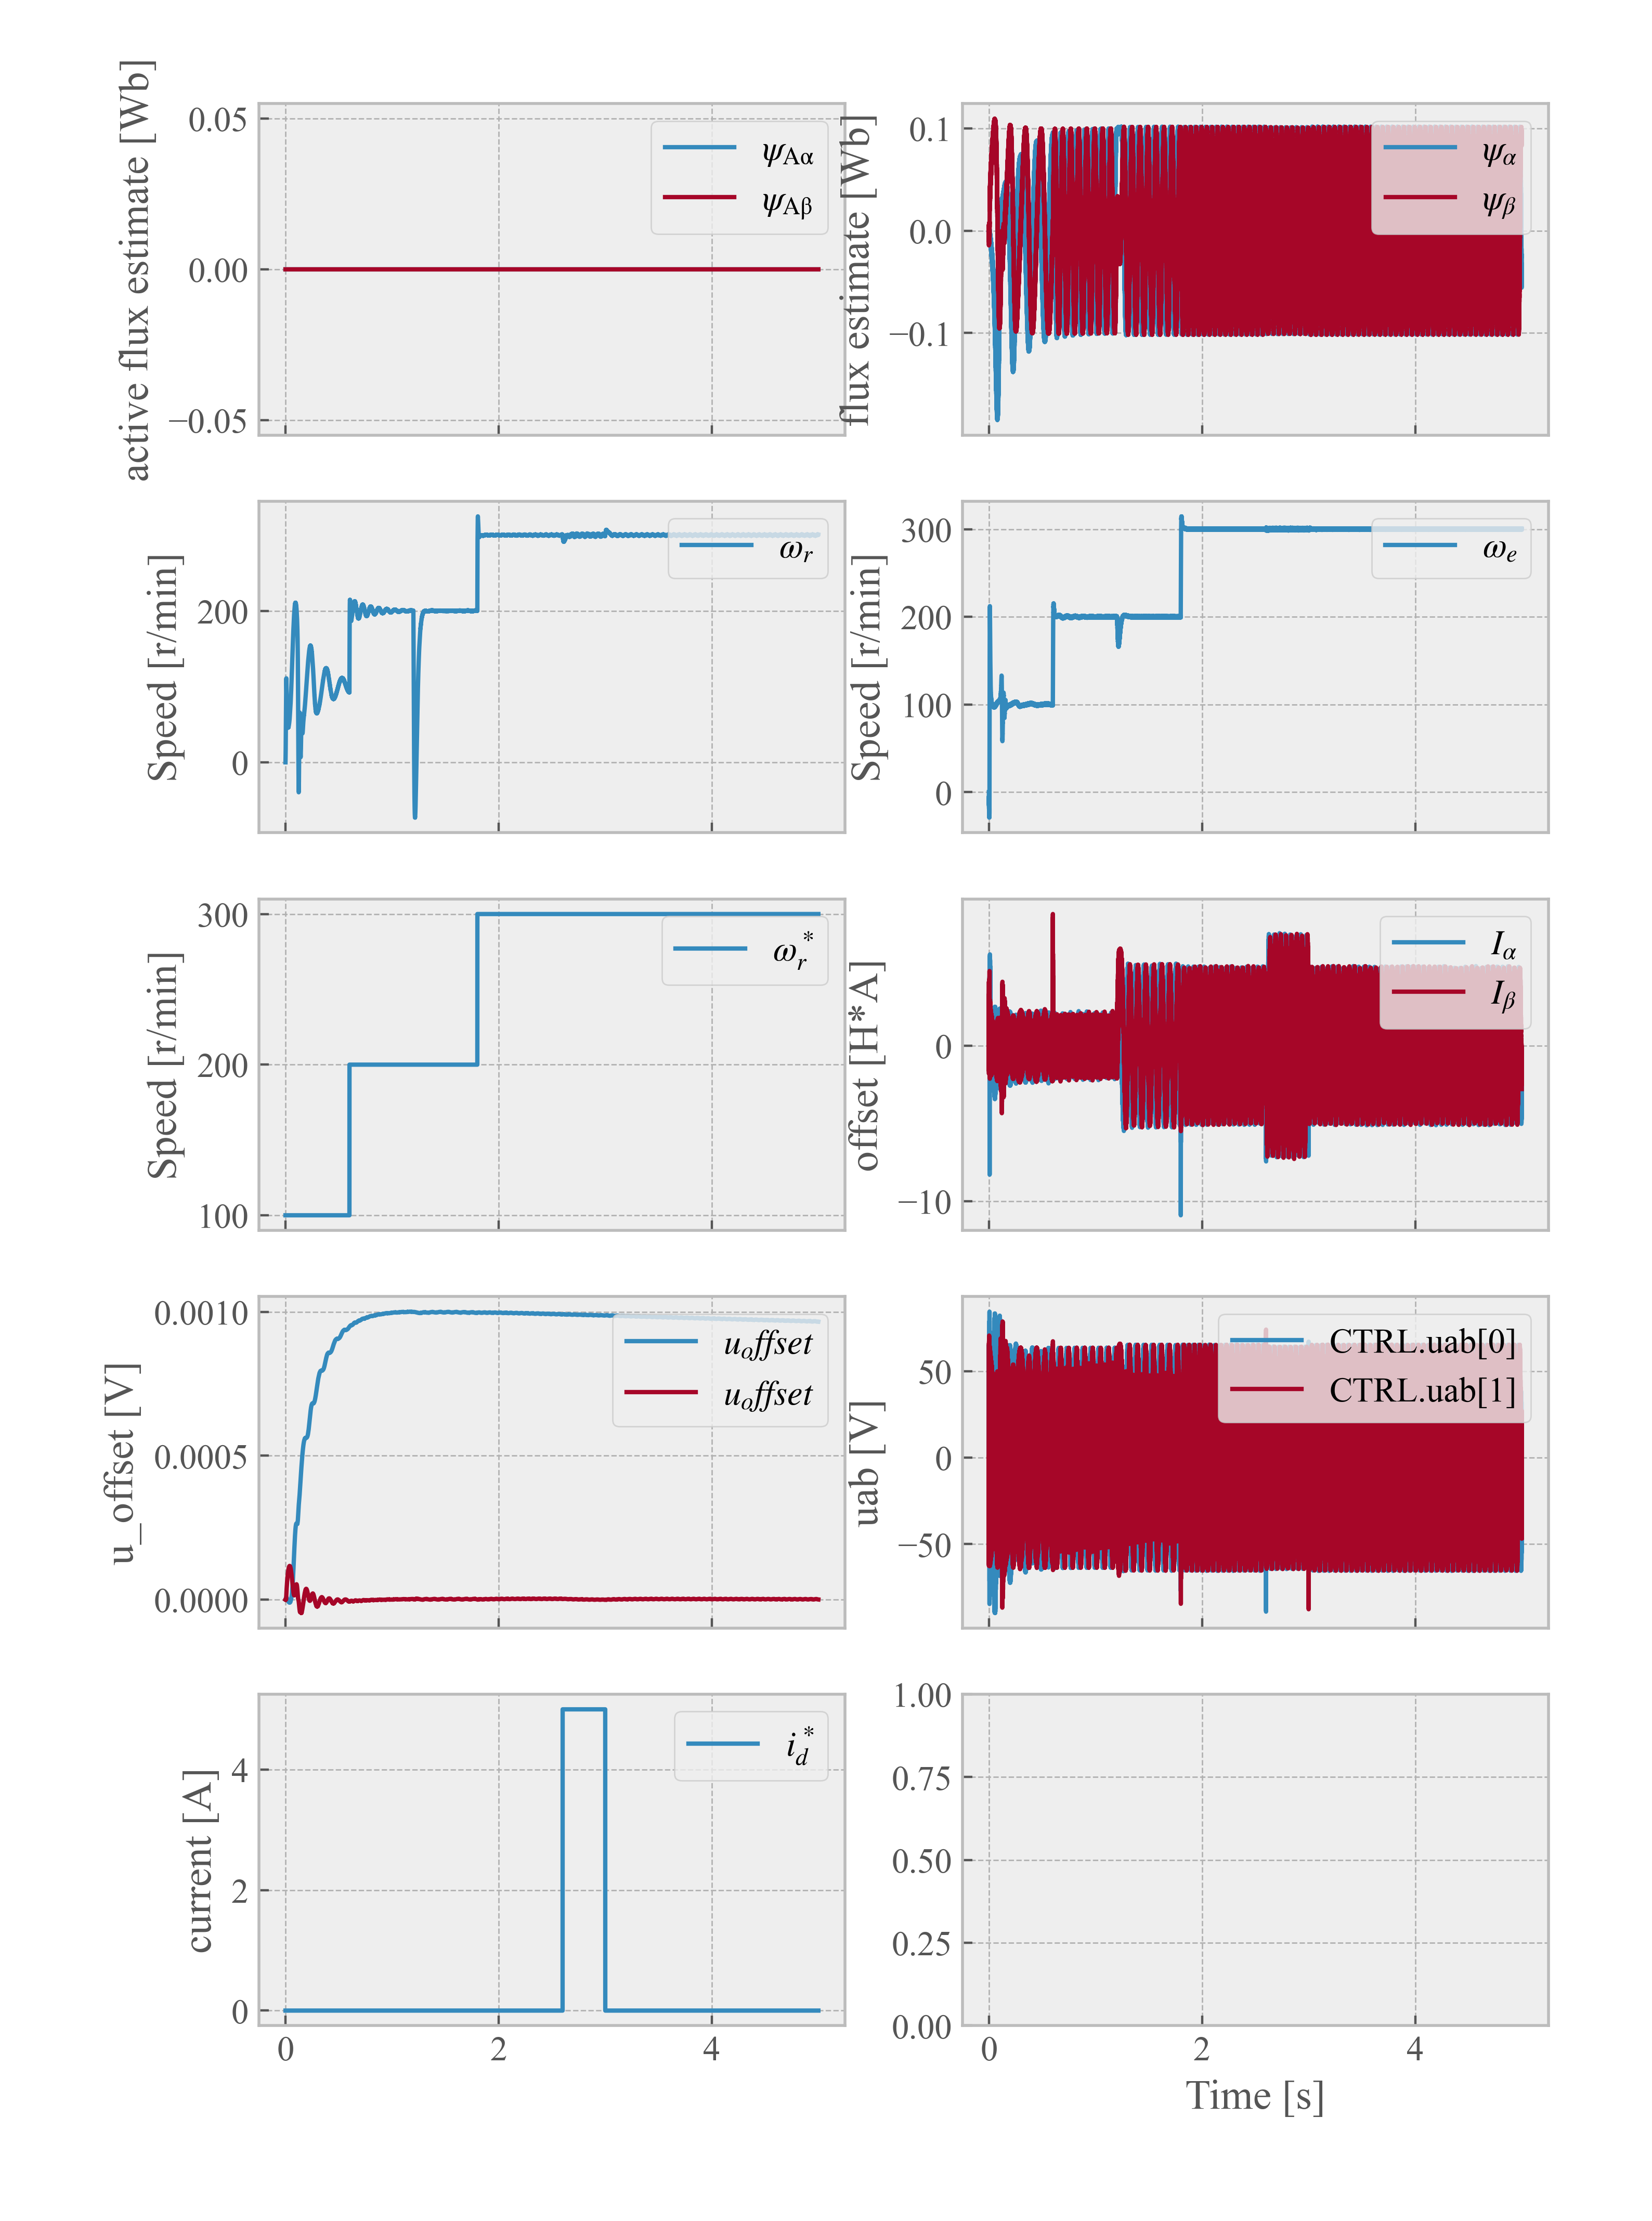 active flux estimate [Wb]
0.05
0.00
−0.05
ψAα
ψAβ
flux estimate [Wb]
0.1
0.0
−0.1
ψα
ψβ
Speed [r/min]
200
0
ωr
Speed [r/min]
300
200
100
0
ωe
Speed [r/min]
300
200
100
ωr*
offset [H*A]
0
−10
Iα
Iβ
u_offset [V]
0.0010
0.0005
0.0000
uoffset
uoffset
uab [V]
50
0
−50
CTRL.uab[0]
CTRL.uab[1]
current [A]
4
2
0
id*
0 2 4
1.00
0.75
0.50
0.25
0.00
0 2 4
Time [s]